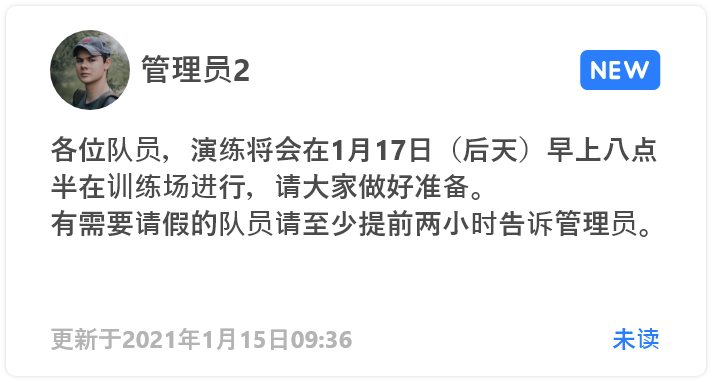 管理员2
NEW
各位队员，演练将会在1月17日（后天）早上八点
半在训练场进行，请大家做好准备。
有需要请假的队员请至少提前两小时告诉管理员。
更新于2021年1月15日09:36
未读